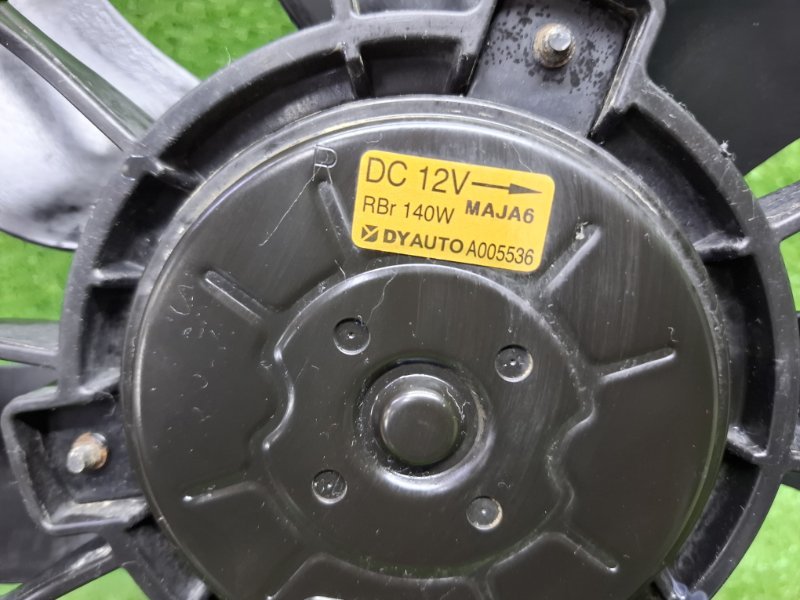 R
DC 12V →
RBr 140W MAJA6
DYAUTO A005536